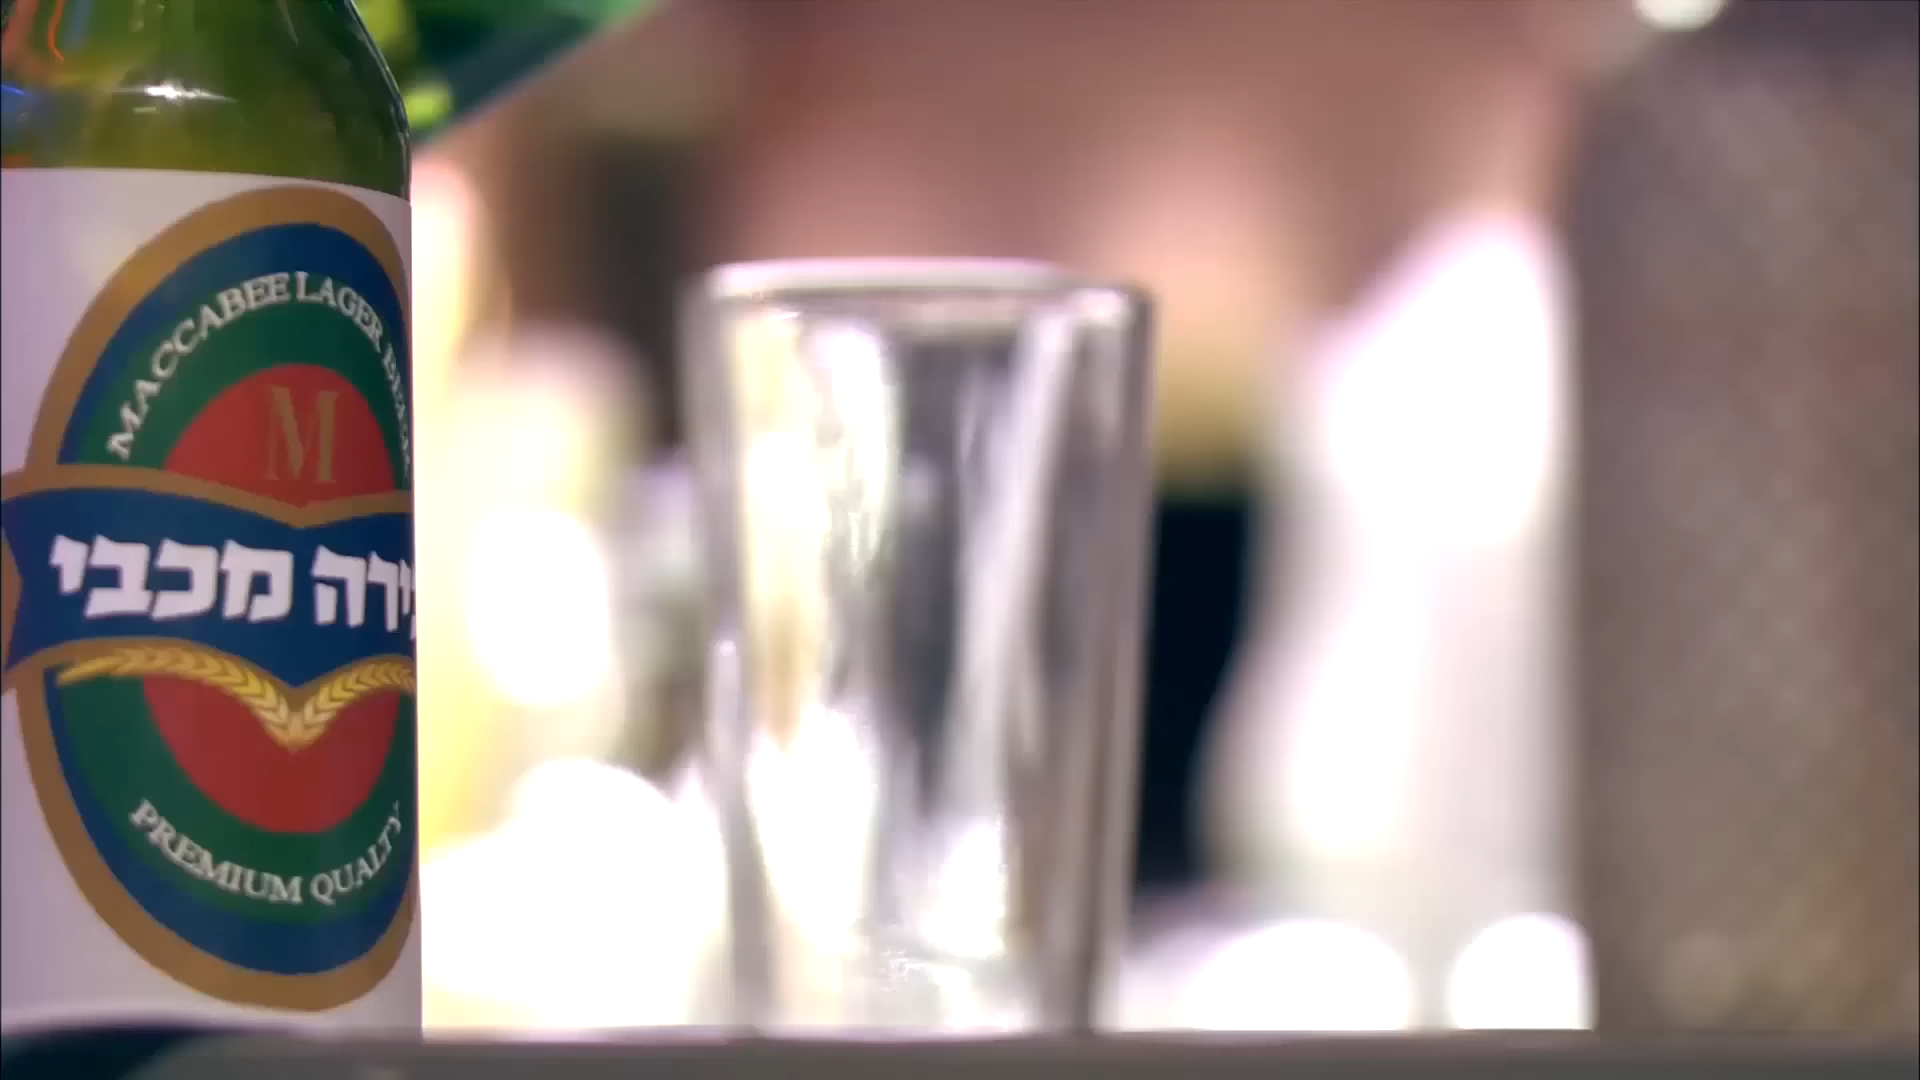 MACCABEE LAGER BEER
M
ירה מכבי
PREMIUM QUALITY